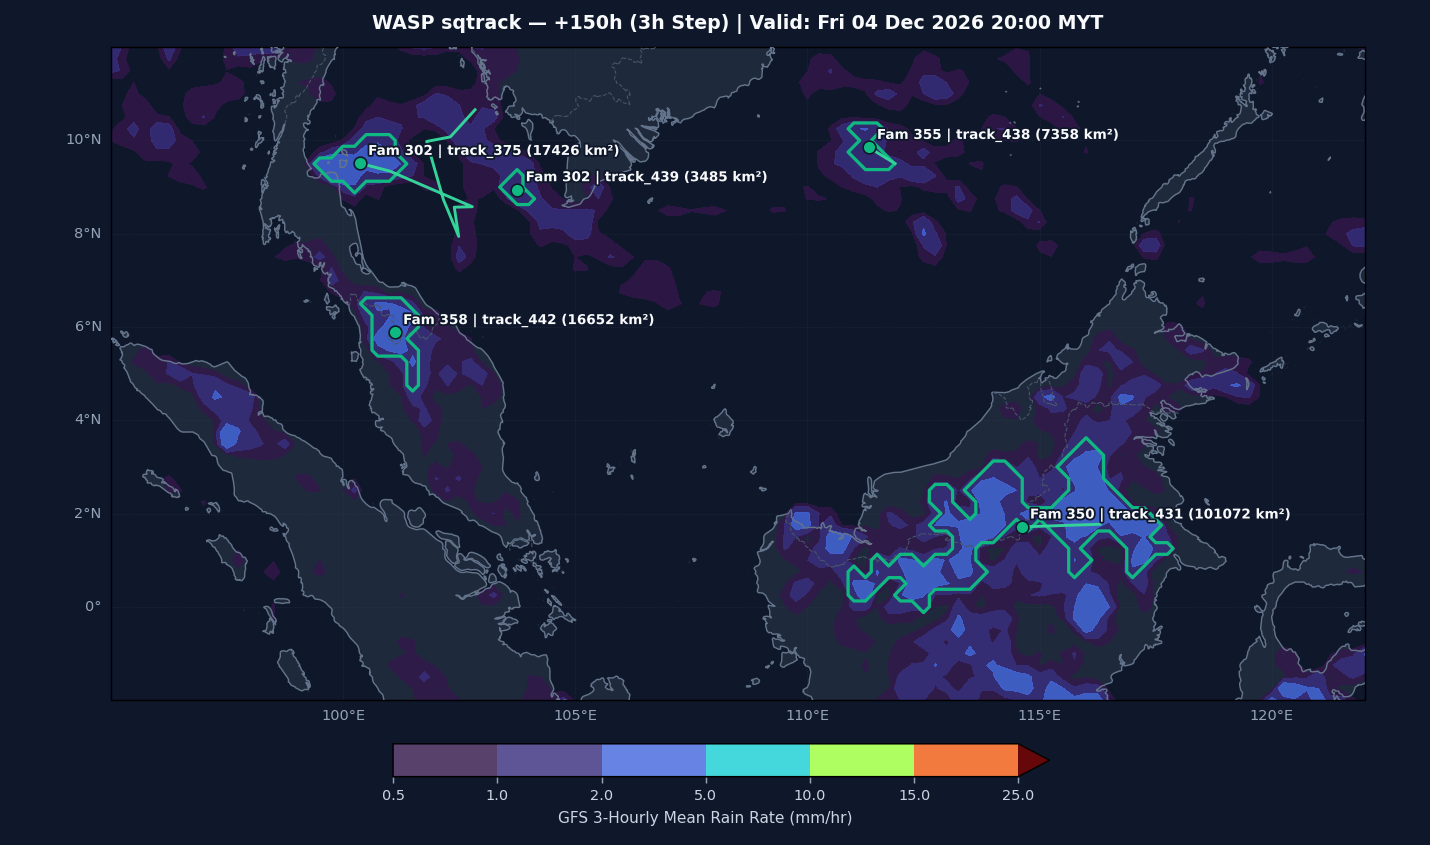 WASP sqtrack — +150h (3h Step) | Valid: Fri 04 Dec 2026 20:00 MYT
10°N
8°N
6°N
4°N
2°N
0°
Fam 355 | track_438 (7358 km²)
Fam 302 | track_375 (17426 km²)
Fam 302 | track_439 (3485 km²)
Fam 358 | track_442 (16652 km²)
Fam 350 | track_431 (101072 km²)
100°E 105°E 110°E 115°E 120°E
0.5 1.0 2.0 5.0 10.0 15.0 25.0
GFS 3-Hourly Mean Rain Rate (mm/hr)